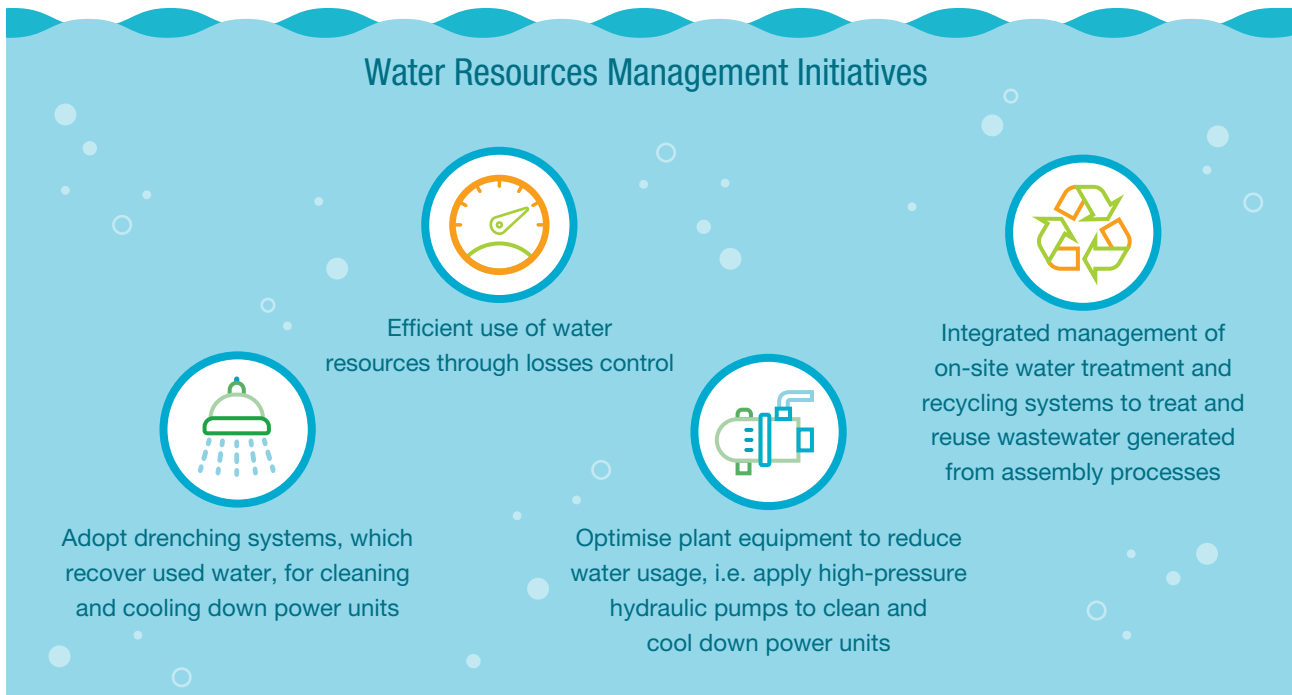 Water Resources Management Initiatives
Efficient use of water
resources through losses control
Integrated management of
on-site water treatment and
recycling systems to treat and
reuse wastewater generated
from assembly processes
Adopt drenching systems, which
recover used water, for cleaning
and cooling down power units
Optimise plant equipment to reduce
water usage, i.e. apply high-pressure
hydraulic pumps to clean and
cool down power units